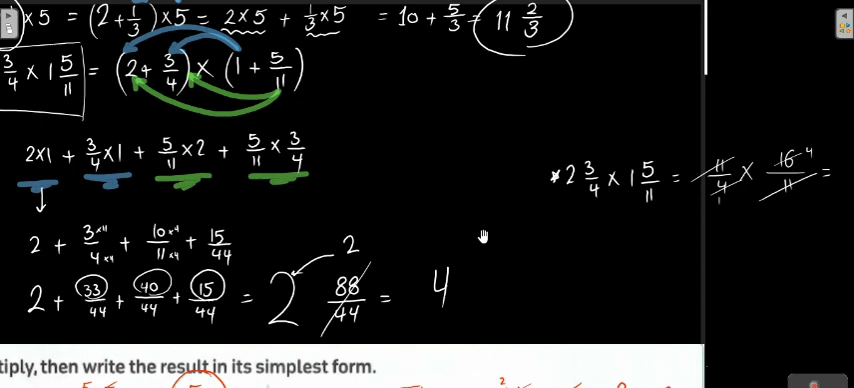 ×5 = (2+1/3)×5 = 2×5 + 1/3×5 = 10 + 5/3 = 11 2/3
3/4 × 1 5/11 = (2+ 3/4) × (1 + 5/11)
2×1 + 3/4×1 + 5/11×2 + 5/11 × 3/4
2 + 3×11/4×4 + 10×4/11×4 + 15/44
2 + 33/44 + 40/44 + 15/44 = 2 88/44 = 4
2
2 3/4 × 1 5/11 = 11/4 × 16/11 =
4
1
tiply, then write the result in its simplest form.